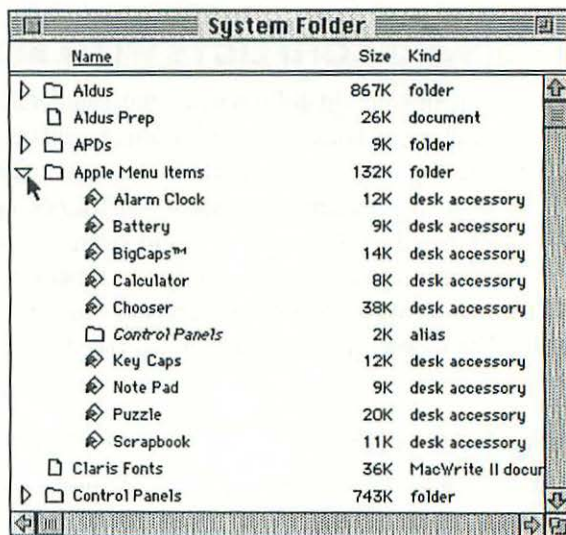 System Folder
Name Size Kind
Aldus 867K folder
Aldus Prep 26K document
APDs 9K folder
Apple Menu Items 132K folder
Alarm Clock 12K desk accessory
Battery 9K desk accessory
BigCaps™ 14K desk accessory
Calculator 8K desk accessory
Chooser 38K desk accessory
Control Panels 2K alias
Key Caps 12K desk accessory
Note Pad 9K desk accessory
Puzzle 20K desk accessory
Scrapbook 11K desk accessory
Claris Fonts 36K MacWrite II docur
Control Panels 743K folder